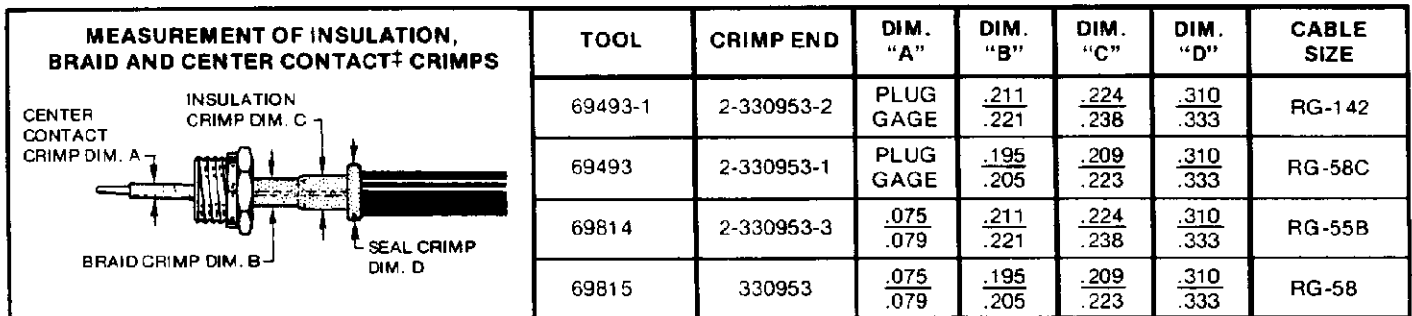 MEASUREMENT OF INSULATION,
BRAID AND CENTER CONTACT‡ CRIMPS
INSULATION
CRIMP DIM. C
CENTER
CONTACT
CRIMP DIM. A
SEAL CRIMP
DIM. D
BRAID CRIMP DIM. B
TOOL CRIMP END DIM. "A" DIM. "B" DIM. "C" DIM. "D" CABLE SIZE
69493-1 2-330953-2 PLUG GAGE .211/.221 .224/.238 .310/.333 RG-142
69493 2-330953-1 PLUG GAGE .195/.205 .209/.223 .310/.333 RG-58C
69814 2-330953-3 .075/.079 .211/.221 .224/.238 .310/.333 RG-55B
69815 330953 .075/.079 .195/.205 .209/.223 .310/.333 RG-58